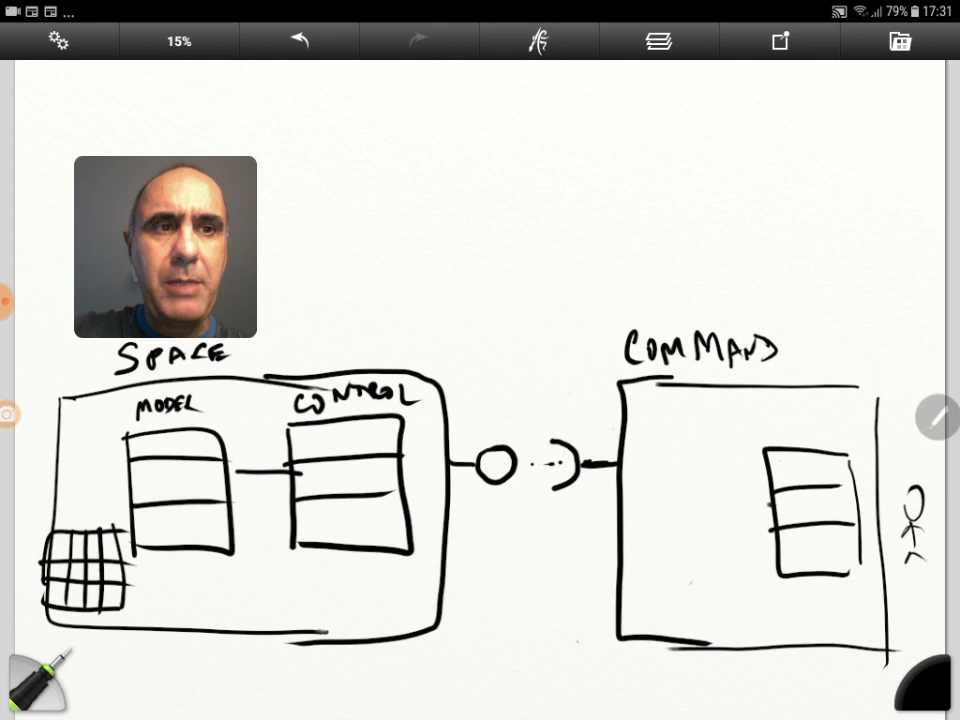 ...
79% 17:31
15%
SPACE
COMMAND
MODEL
CONTROL